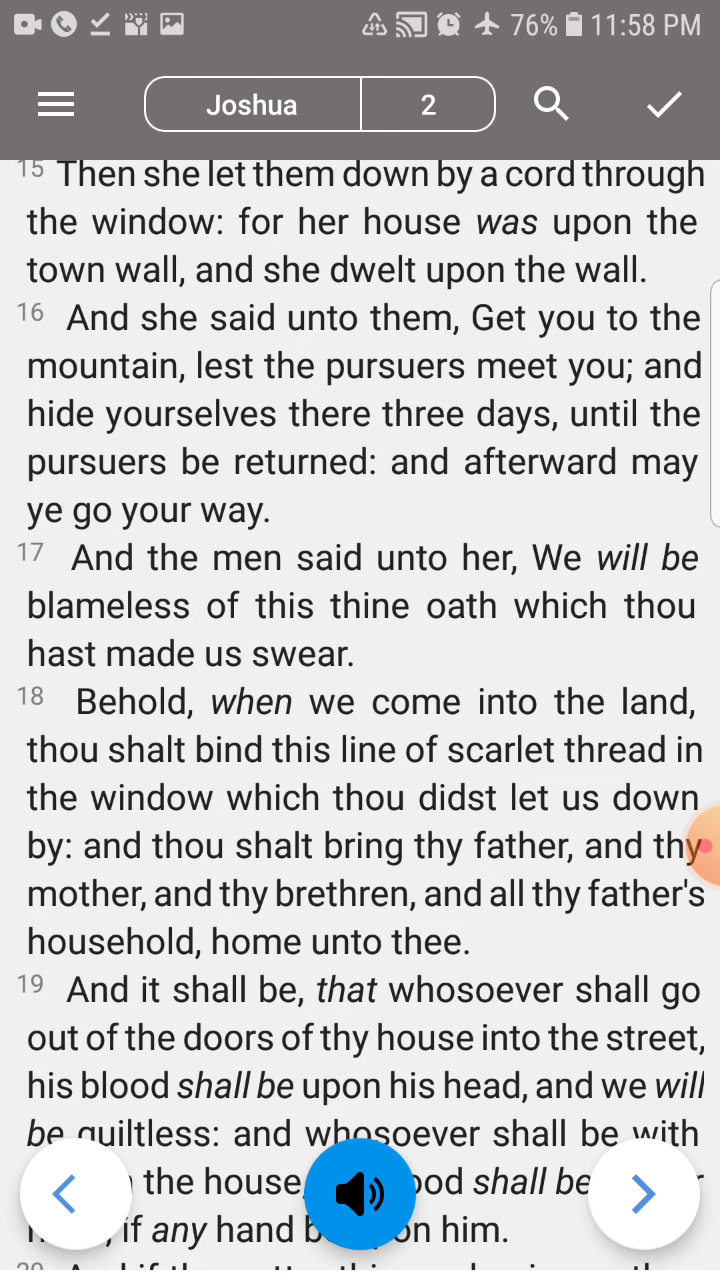 76% 11:58 PM
Joshua 2
15 Then she let them down by a cord through
the window: for her house was upon the
town wall, and she dwelt upon the wall.
16 And she said unto them, Get you to the
mountain, lest the pursuers meet you; and
hide yourselves there three days, until the
pursuers be returned: and afterward may
ye go your way.
17 And the men said unto her, We will be
blameless of this thine oath which thou
hast made us swear.
18 Behold, when we come into the land,
thou shalt bind this line of scarlet thread in
the window which thou didst let us down
by: and thou shalt bring thy father, and thy
mother, and thy brethren, and all thy father's
household, home unto thee.
19 And it shall be, that whosoever shall go
out of the doors of thy house into the street,
his blood shall be upon his head, and we will
be guiltless: and whosoever shall be with
the house, shall be
if any hand on him.